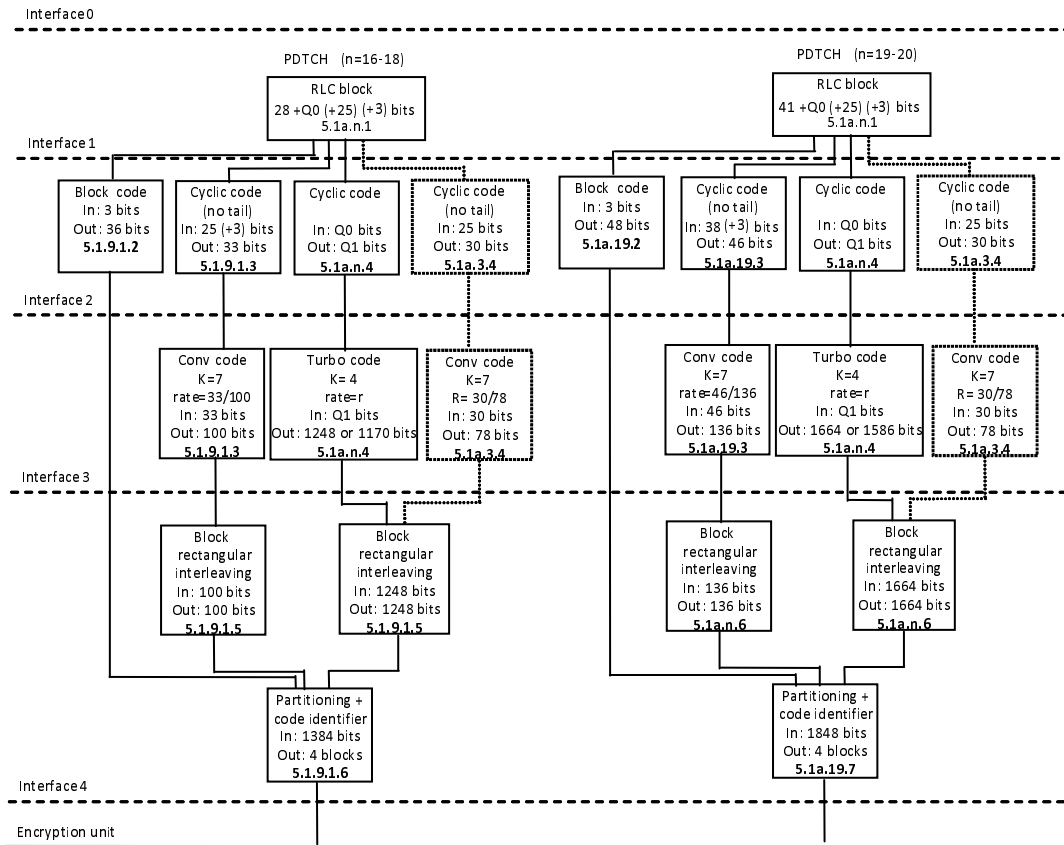 Interface 0
PDTCH (n=16-18)
RLC block
28 +Q0 (+25) (+3) bits
5.1a.n.1
PDTCH (n=19-20)
RLC block
41 +Q0 (+25) (+3) bits
5.1a.n.1
Interface 1
Block code
In: 3 bits
Out: 36 bits
5.1.9.1.2
Cyclic code
(no tail)
In: 25 (+3) bits
Out: 33 bits
5.1.9.1.3
Cyclic code
In: Q0 bits
Out: Q1 bits
5.1a.n.4
Cyclic code
(no tail)
In: 25 bits
Out: 30 bits
5.1a.3.4
Block code
In: 3 bits
Out: 48 bits
5.1a.19.2
Cyclic code
(no tail)
In: 38 (+3) bits
Out: 46 bits
5.1a.19.3
Cyclic code
In: Q0 bits
Out: Q1 bits
5.1a.n.4
Cyclic code
(no tail)
In: 25 bits
Out: 30 bits
5.1a.3.4
Interface 2
Conv code
K=7
rate=33/100
In: 33 bits
Out: 100 bits
5.1.9.1.3
Turbo code
K= 4
rate=r
In: Q1 bits
Out: 1248 or 1170 bits
5.1a.n.4
Conv code
K=7
R= 30/78
In: 30 bits
Out: 78 bits
5.1a.3.4
Conv code
K=7
rate=46/136
In: 46 bits
Out: 136 bits
5.1a.19.3
Turbo code
K=4
rate=r
In: Q1 bits
Out: 1664 or 1586 bits
5.1a.n.4
Conv code
K=7
R= 30/78
In: 30 bits
Out: 78 bits
5.1a.3.4
Interface 3
Block
rectangular
interleaving
In: 100 bits
Out: 100 bits
5.1.9.1.5
Block
rectangular
interleaving
In: 1248 bits
Out: 1248 bits
5.1.9.1.5
Block
rectangular
interleaving
In: 136 bits
Out: 136 bits
5.1a.n.6
Block
rectangular
interleaving
In: 1664 bits
Out: 1664 bits
5.1a.n.6
Partitioning +
code identifier
In: 1384 bits
Out: 4 blocks
5.1.9.1.6
Partitioning +
code identifier
In: 1848 bits
Out: 4 blocks
5.1a.19.7
Interface 4
Encryption unit